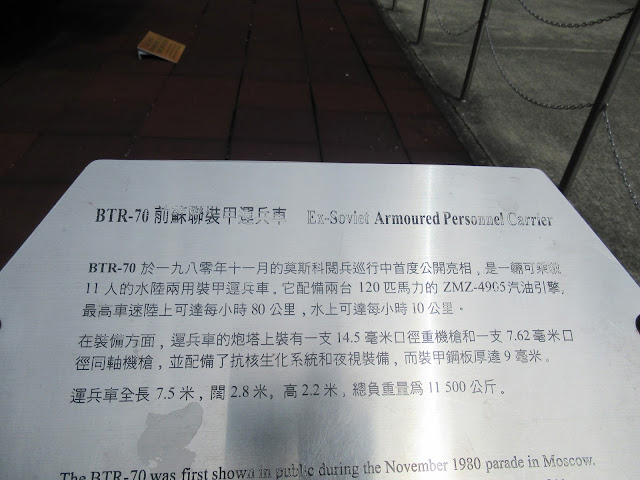 BTR-70 前蘇聯裝甲運兵車 Ex-Soviet Armoured Personnel Carrier
BTR-70 於一九八零年十一月的莫斯科閱兵巡行中首度公開亮相，是一輛可乘載
11 人的水陸兩用裝甲運兵車．它配備兩台 120 匹馬力的 ZMZ-4905 汽油引擎，
最高車速陸上可達每小時 80 公里，水上可達每小時 10 公里．
在裝備方面，運兵車的炮塔上裝有一支 14.5 毫米口徑重機槍和一支 7.62 毫米口
徑同軸機槍，並配備了抗核生化系統和夜視裝備，而裝甲鋼板厚達 9 毫米．
運兵車全長 7.5 米，闊 2.8 米，高 2.2 米，總負重量爲 11 500 公斤．
The BTR-70 was first shown in public during the November 1980 parade in Moscow.